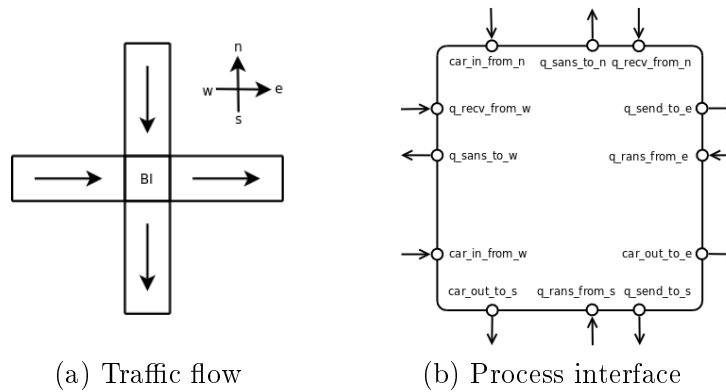 n
w e
s
BI
car_in_from_n q_sans_to_n q_recv_from_n
q_recv_from_w q_send_to_e
q_sans_to_w q_rans_from_e
car_in_from_w car_out_to_e
car_out_to_s q_rans_from_s q_send_to_s
(a) Traffic flow (b) Process interface